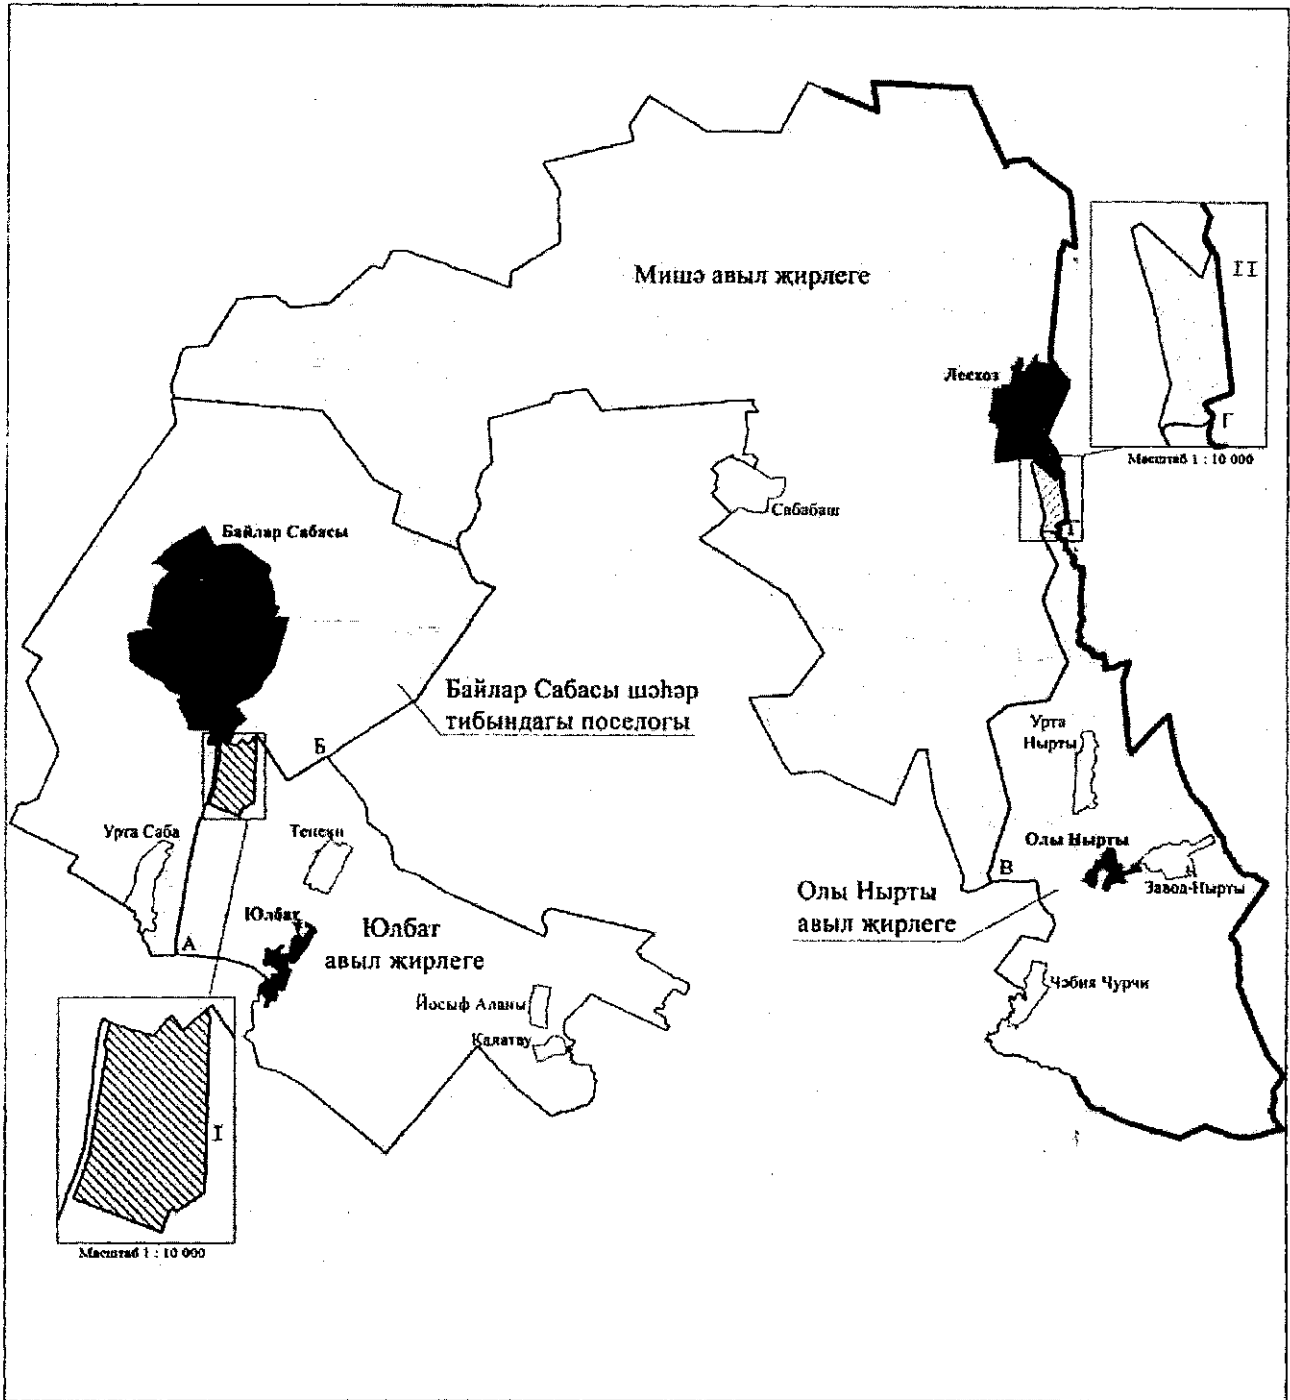 Мишә авыл җирлеге
II
Лесхоз
Г
Масштаб 1 : 10 000
Сабабаш
Г
Байлар Сабасы
Байлар Сабасы шәһәр
тибындагы поселогы
Б
Урта
Нырты
Урта Саба
Тенеки
Олы Нырты
В
Завод-Нырты
Олы Нырты
авыл җирлеге
Юлбат
Юлбат
авыл җирлеге
А
Чәбия Чурчи
Йосыф Аланы
Калатау
I
Масштаб 1 : 10 000